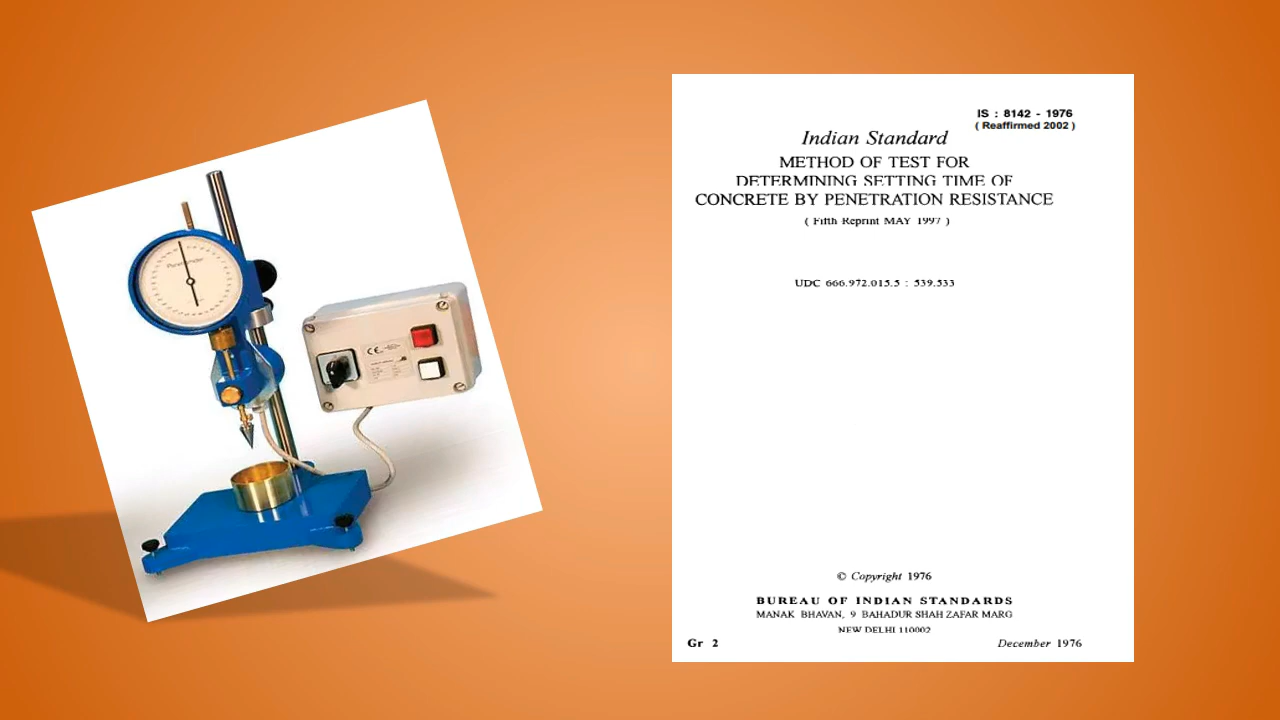 Penetrometer
CE
IS : 8142 - 1976
( Reaffirmed 2002 )
Indian Standard
METHOD OF TEST FOR
DETERMINING SETTING TIME OF
CONCRETE BY PENETRATION RESISTANCE
( Fifth Reprint MAY 1997 )
UDC 666.972.015.5 : 539.533
© Copyright 1976
BUREAU OF INDIAN STANDARDS
MANAK BHAVAN, 9 BAHADUR SHAH ZAFAR MARG
NEW DELHI 110002
Gr 2
December 1976